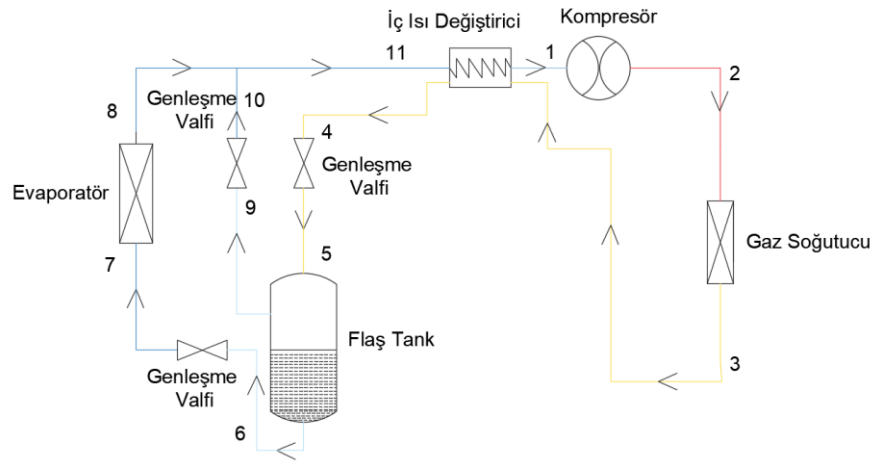 İç Isı Değiştirici
Kompresör
11
1
2
8
Genleşme
Valfi
10
4
Genleşme
Valfi
Evaporatör
9
Gaz Soğutucu
7
5
Flaş Tank
Genleşme
Valfi
3
6